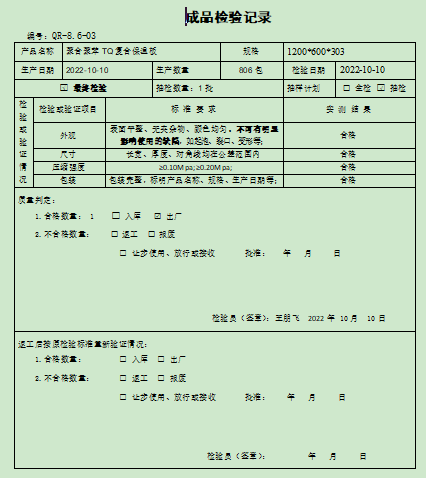 成品检验记录
编号：QR-8.6-03
产品名称 聚合聚苯TQ复合保温板 规格 1200*600*303
生产日期 2022-10-10 生产数量 806 包 检验日期 2022-10-10
☑ 最终检验 抽检数量：1 批 抽样计划 □ 全检 ☑ 抽检
检验或验证情况 检验或验证项目 标 准 要 求 实 测 结 果
外观 表面平整、无夹杂物、颜色均匀。不可有明显影响使用的缺陷，如起泡、裂口、变形等； 合格
尺寸 长宽、厚度、对角线均在公差范围内 合格
压缩强度 ≥0.10Mpa；≥0.20Mpa； 合格
包装 包装完整，标明产品名称、规格、生产日期等； 合格
质量判定：
1.合格数量： 1 □ 入库 ☑ 出厂
2.不合格数量： □ 返工 □ 报废
□ 让步使用、放行或接收 批准： 年 月 日
检验员（签章）：王朋飞 2022 年 10 月 10 日
返工后按原检验标准重新验证情况：
1.合格数量： □ 入库 □ 出厂
2.不合格数量： □ 返工 □ 报废
□ 让步使用、放行或接收 批准： 年 月 日
检验员（签章）： 年 月 日